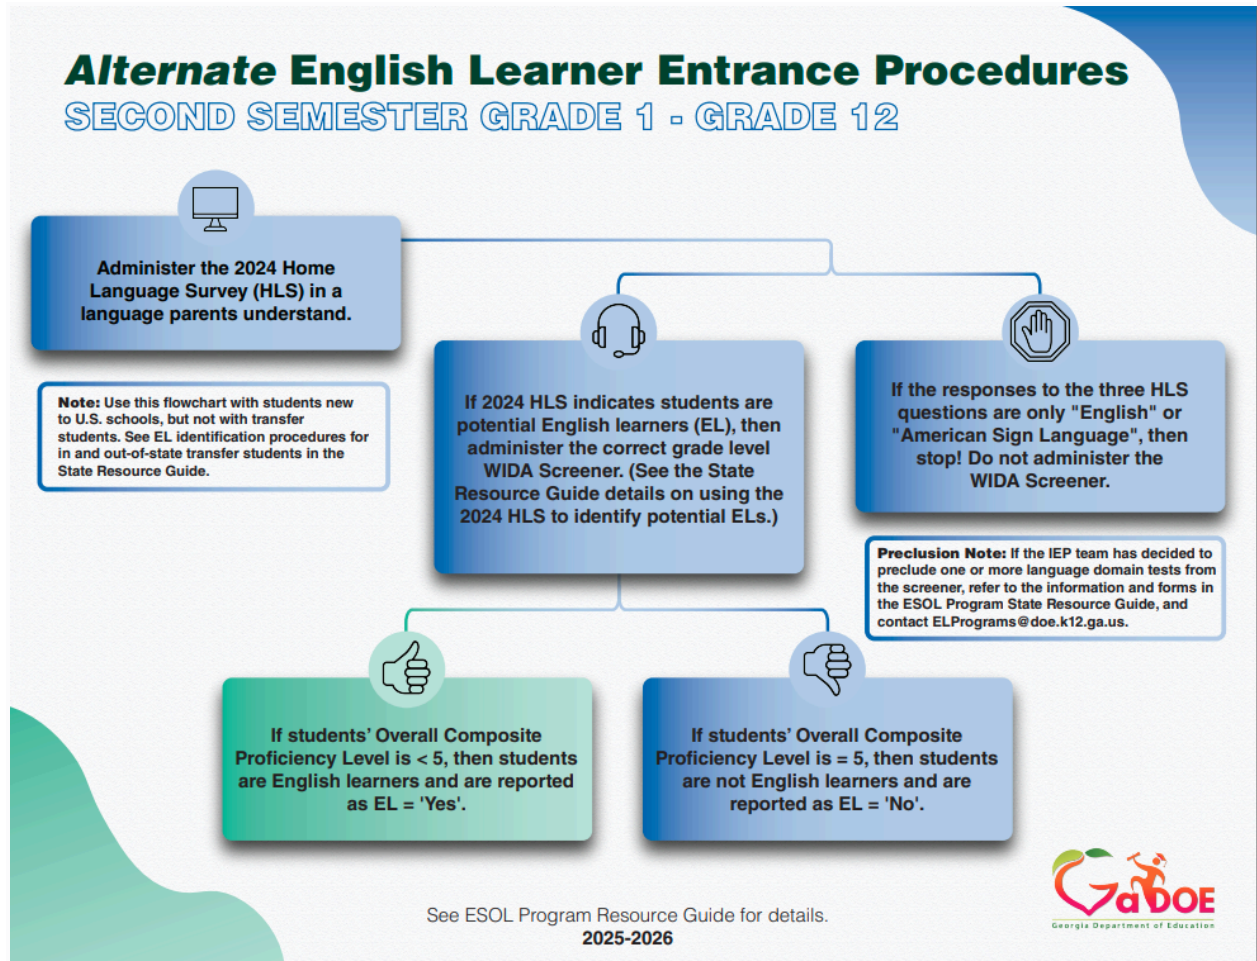 Alternate English Learner Entrance Procedures
SECOND SEMESTER GRADE 1 - GRADE 12
Administer the 2024 Home
Language Survey (HLS) in a
language parents understand.
Note: Use this flowchart with students new
to U.S. schools, but not with transfer
students. See EL identification procedures for
in and out-of-state transfer students in the
State Resource Guide.
If 2024 HLS indicates students are
potential English learners (EL), then
administer the correct grade level
WIDA Screener. (See the State
Resource Guide details on using the
2024 HLS to identify potential ELs.)
If the responses to the three HLS
questions are only "English" or
"American Sign Language", then
stop! Do not administer the
WIDA Screener.
Preclusion Note: If the IEP team has decided to
preclude one or more language domain tests from
the screener, refer to the information and forms in
the ESOL Program State Resource Guide, and
contact ELPrograms@doe.k12.ga.us.
If students’ Overall Composite
Proficiency Level is < 5, then students
are English learners and are reported
as EL = 'Yes'.
If students’ Overall Composite
Proficiency Level is = 5, then students
are not English learners and are
reported as EL = 'No'.
See ESOL Program Resource Guide for details.
2025-2026
GaDOE
Georgia Department of Education